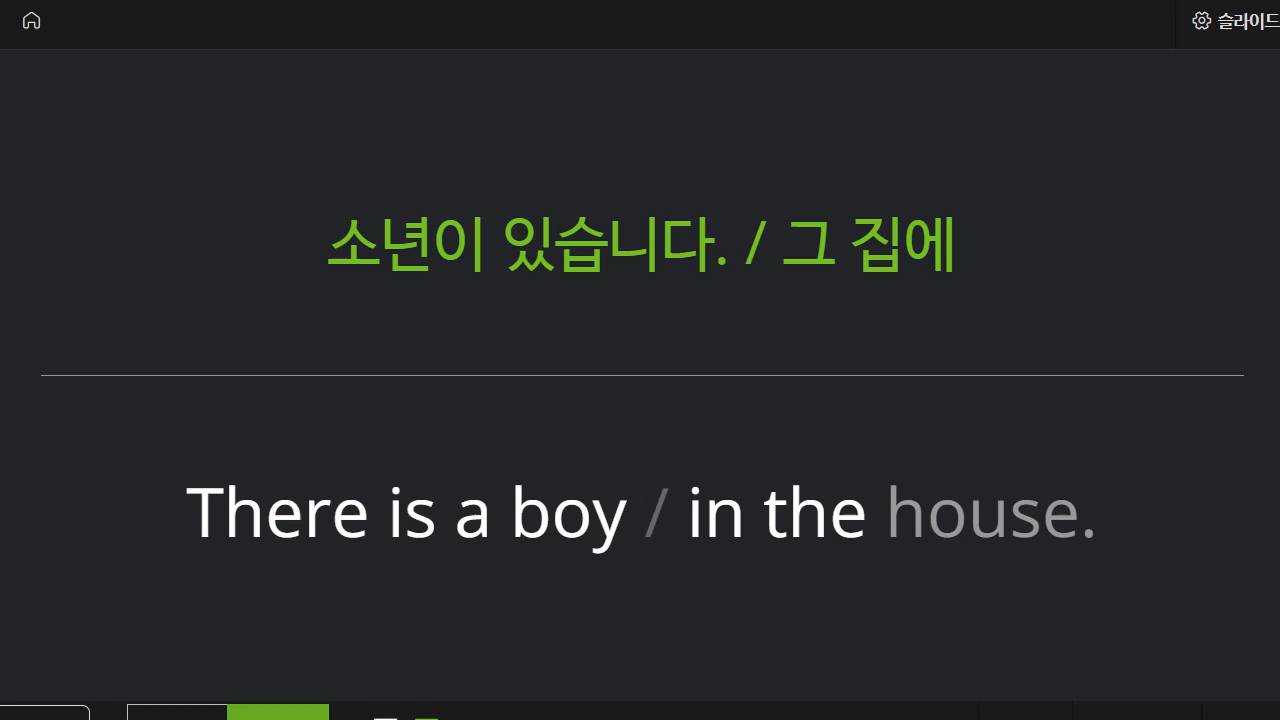 슬라이드
소년이 있습니다. / 그 집에
There is a boy / in the house.